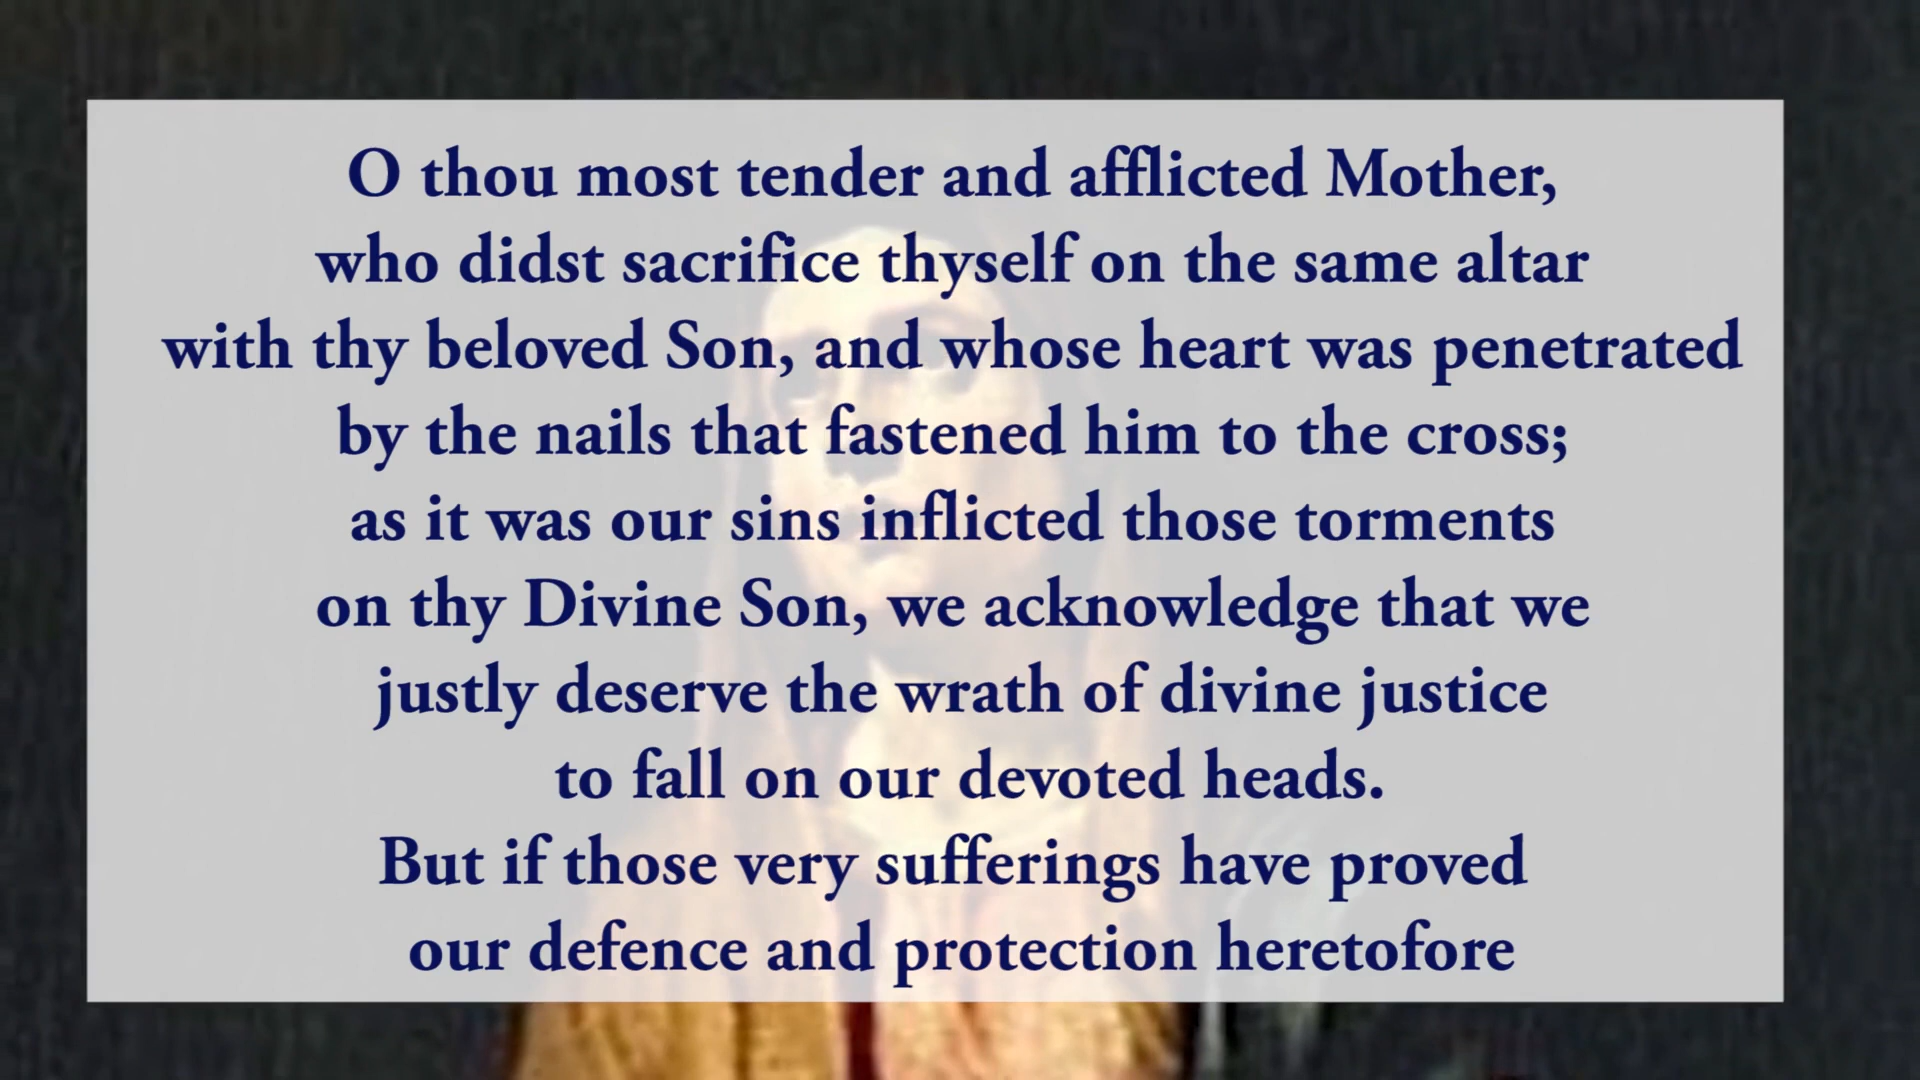 O thou most tender and afflicted Mother,
who didst sacrifice thyself on the same altar
with thy beloved Son, and whose heart was penetrated
by the nails that fastened him to the cross;
as it was our sins inflicted those torments
on thy Divine Son, we acknowledge that we
justly deserve the wrath of divine justice
to fall on our devoted heads.
But if those very sufferings have proved
our defence and protection heretofore